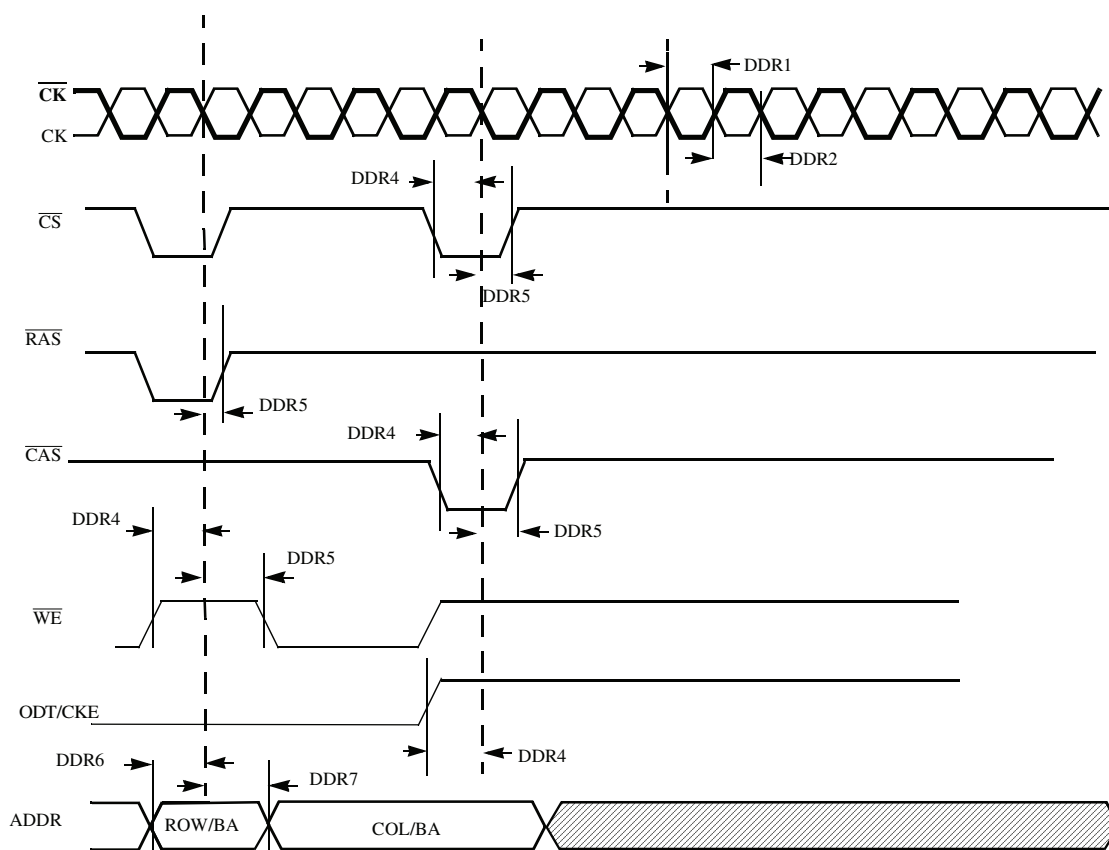 DDR1
CK
CK
DDR2
DDR4
CS
DDR5
RAS
DDR5
DDR4
CAS
DDR4
DDR5
DDR5
WE
ODT/CKE
DDR4
DDR6
DDR7
ADDR
ROW/BA
COL/BA